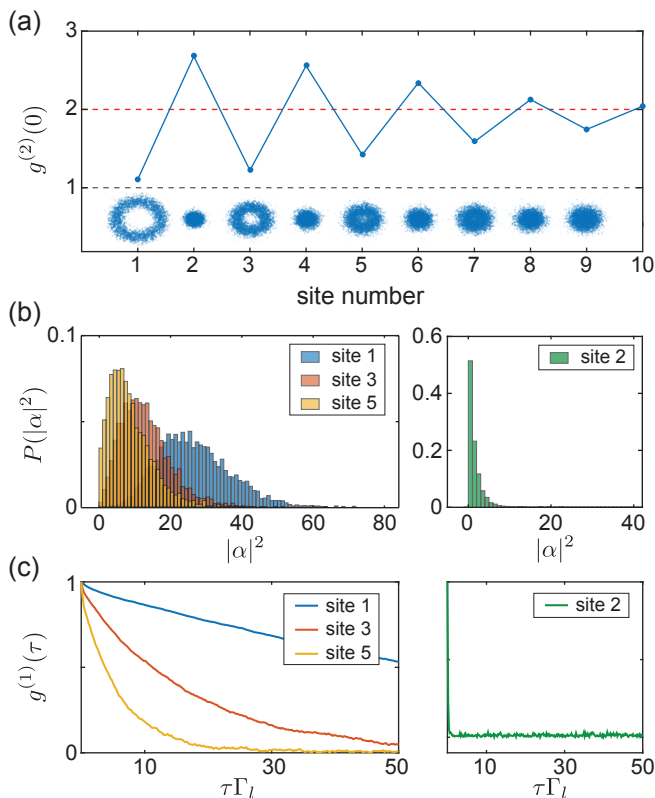 (a)
3
2
1
g^{(2)}(0)
1 2 3 4 5 6 7 8 9 10
site number
(b)
0.1
0
P(|α|^2)
site 1
site 3
site 5
0 20 40 60 80
|α|^2
0.6
0.4
0.2
0
site 2
0 20 40
|α|^2
(c)
1
0
g^{(1)}(τ)
site 1
site 3
site 5
10 30 50
τΓ_l
site 2
10 30 50
τΓ_l